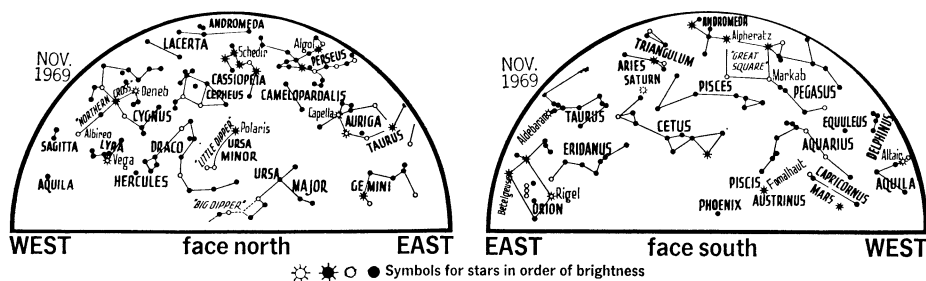 NOV.
1969
ANDROMEDA
LACERTA
Schedir
Algol
PERSEUS
CASSIOPEIA
"NORTHERN CROSS"
Deneb
CEPHEUS
CAMELOPARDALIS
CYGNUS
Capella
AURIGA
Albireo
Polaris
TAURUS
SAGITTA
LYRA
Vega
DRACO
"LITTLE DIPPER"
URSA
MINOR
HERCULES
AQUILA
URSA MAJOR
GEMINI
"BIG DIPPER"
WEST face north EAST
NOV.
1969
ANDROMEDA
Alpheratz
TRIANGULUM
ARIES
SATURN
"GREAT
SQUARE"
Markab
PISCES
PEGASUS
Aldebaran
TAURUS
CETUS
EQUULEUS
DELPHINUS
AQUARIUS
ERIDANUS
Altair
AQUILA
Betelgeuse
Rigel
ORION
PISCIS
AUSTRINUS
Fomalhaut
CAPRICORNUS
MARS
PHOENIX
EAST face south WEST
Symbols for stars in order of brightness